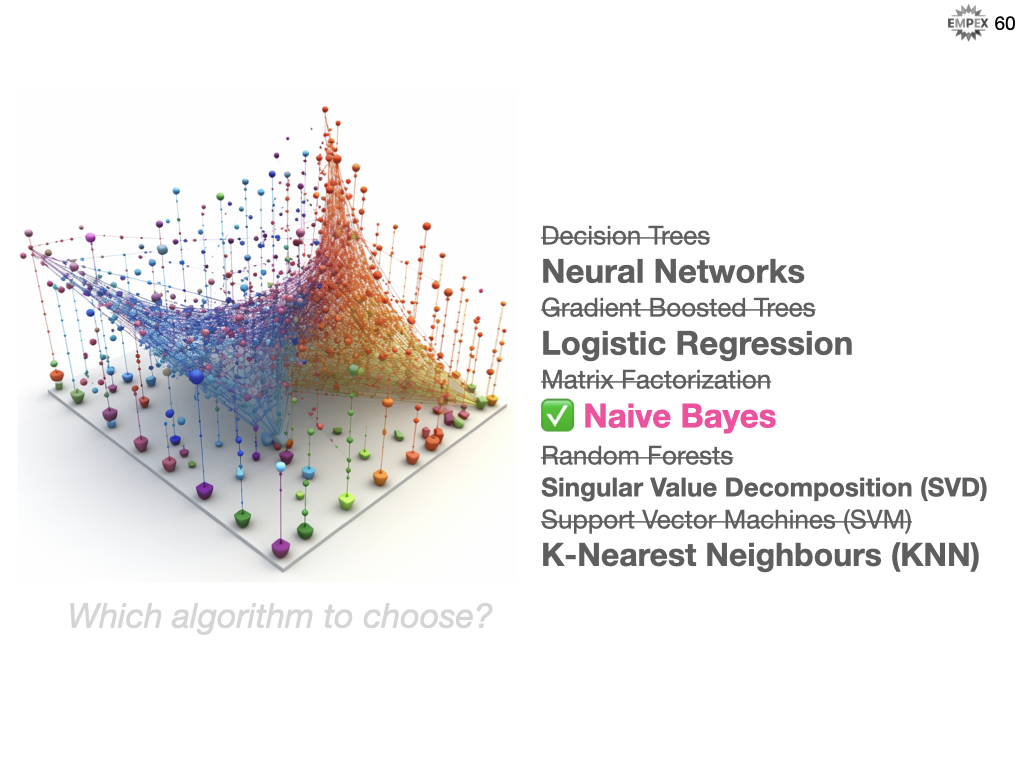 EMPEX 60
Decision Trees
Neural Networks
Gradient Boosted Trees
Logistic Regression
Matrix Factorization
✅ Naive Bayes
Random Forests
Singular Value Decomposition (SVD)
Support Vector Machines (SVM)
K-Nearest Neighbours (KNN)
Which algorithm to choose?